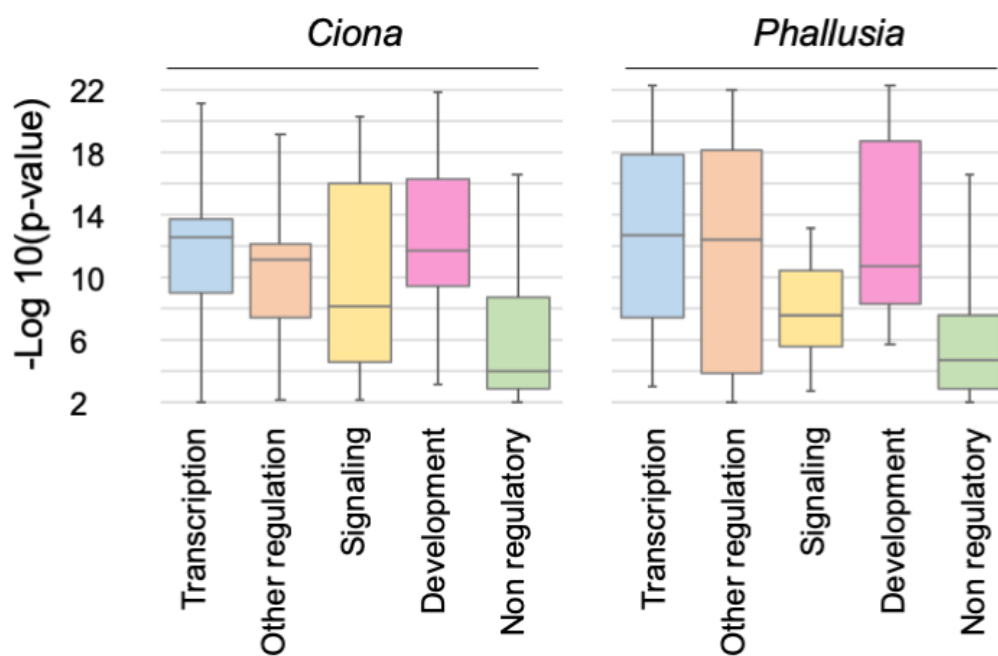 Ciona
Phallusia
-Log 10(p-value)
22
18
14
10
6
2
Transcription
Other regulation
Signaling
Development
Non regulatory
Transcription
Other regulation
Signaling
Development
Non regulatory